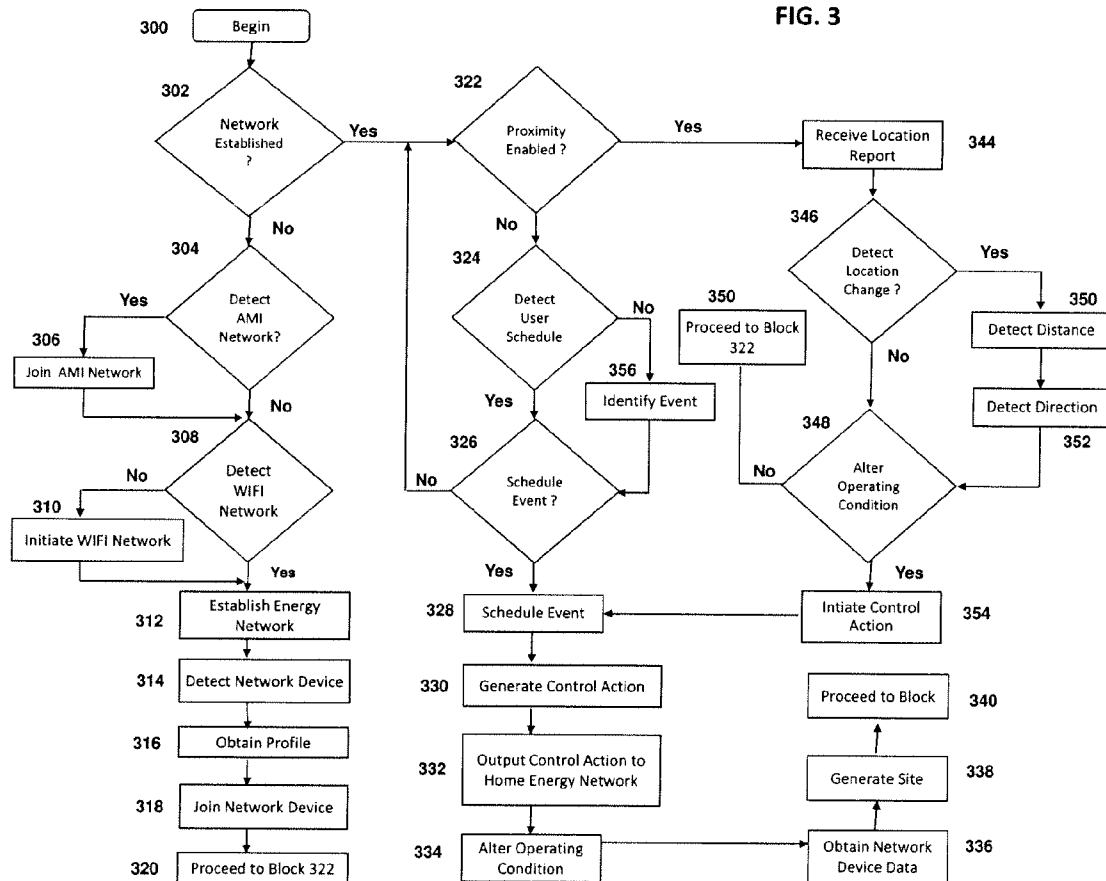 FIG. 3
300
Begin
302
Network
Established
?
Yes
No
304
Detect
AMI
Network?
Yes
306
Join AMI Network
No
308
Detect
WIFI
Network
No
310
Initiate WIFI Network
Yes
312
Establish Energy
Network
314
Detect Network Device
316
Obtain Profile
318
Join Network Device
320
Proceed to Block 322
322
Proximity
Enabled ?
Yes
No
324
Detect
User
Schedule
No
356
Identify Event
Yes
326
Schedule
Event ?
No
Yes
328
Schedule Event
330
Generate Control Action
332
Output Control Action to
Home Energy Network
334
Alter Operating
Condition
Receive Location
Report
344
346
Detect
Location
Change ?
Yes
350
Detect Distance
Detect Direction
352
No
350
Proceed to Block
322
348
Alter
Operating
Condition
No
Yes
Intiate Control
Action
354
Proceed to Block
340
Generate Site
338
Obtain Network
Device Data
336